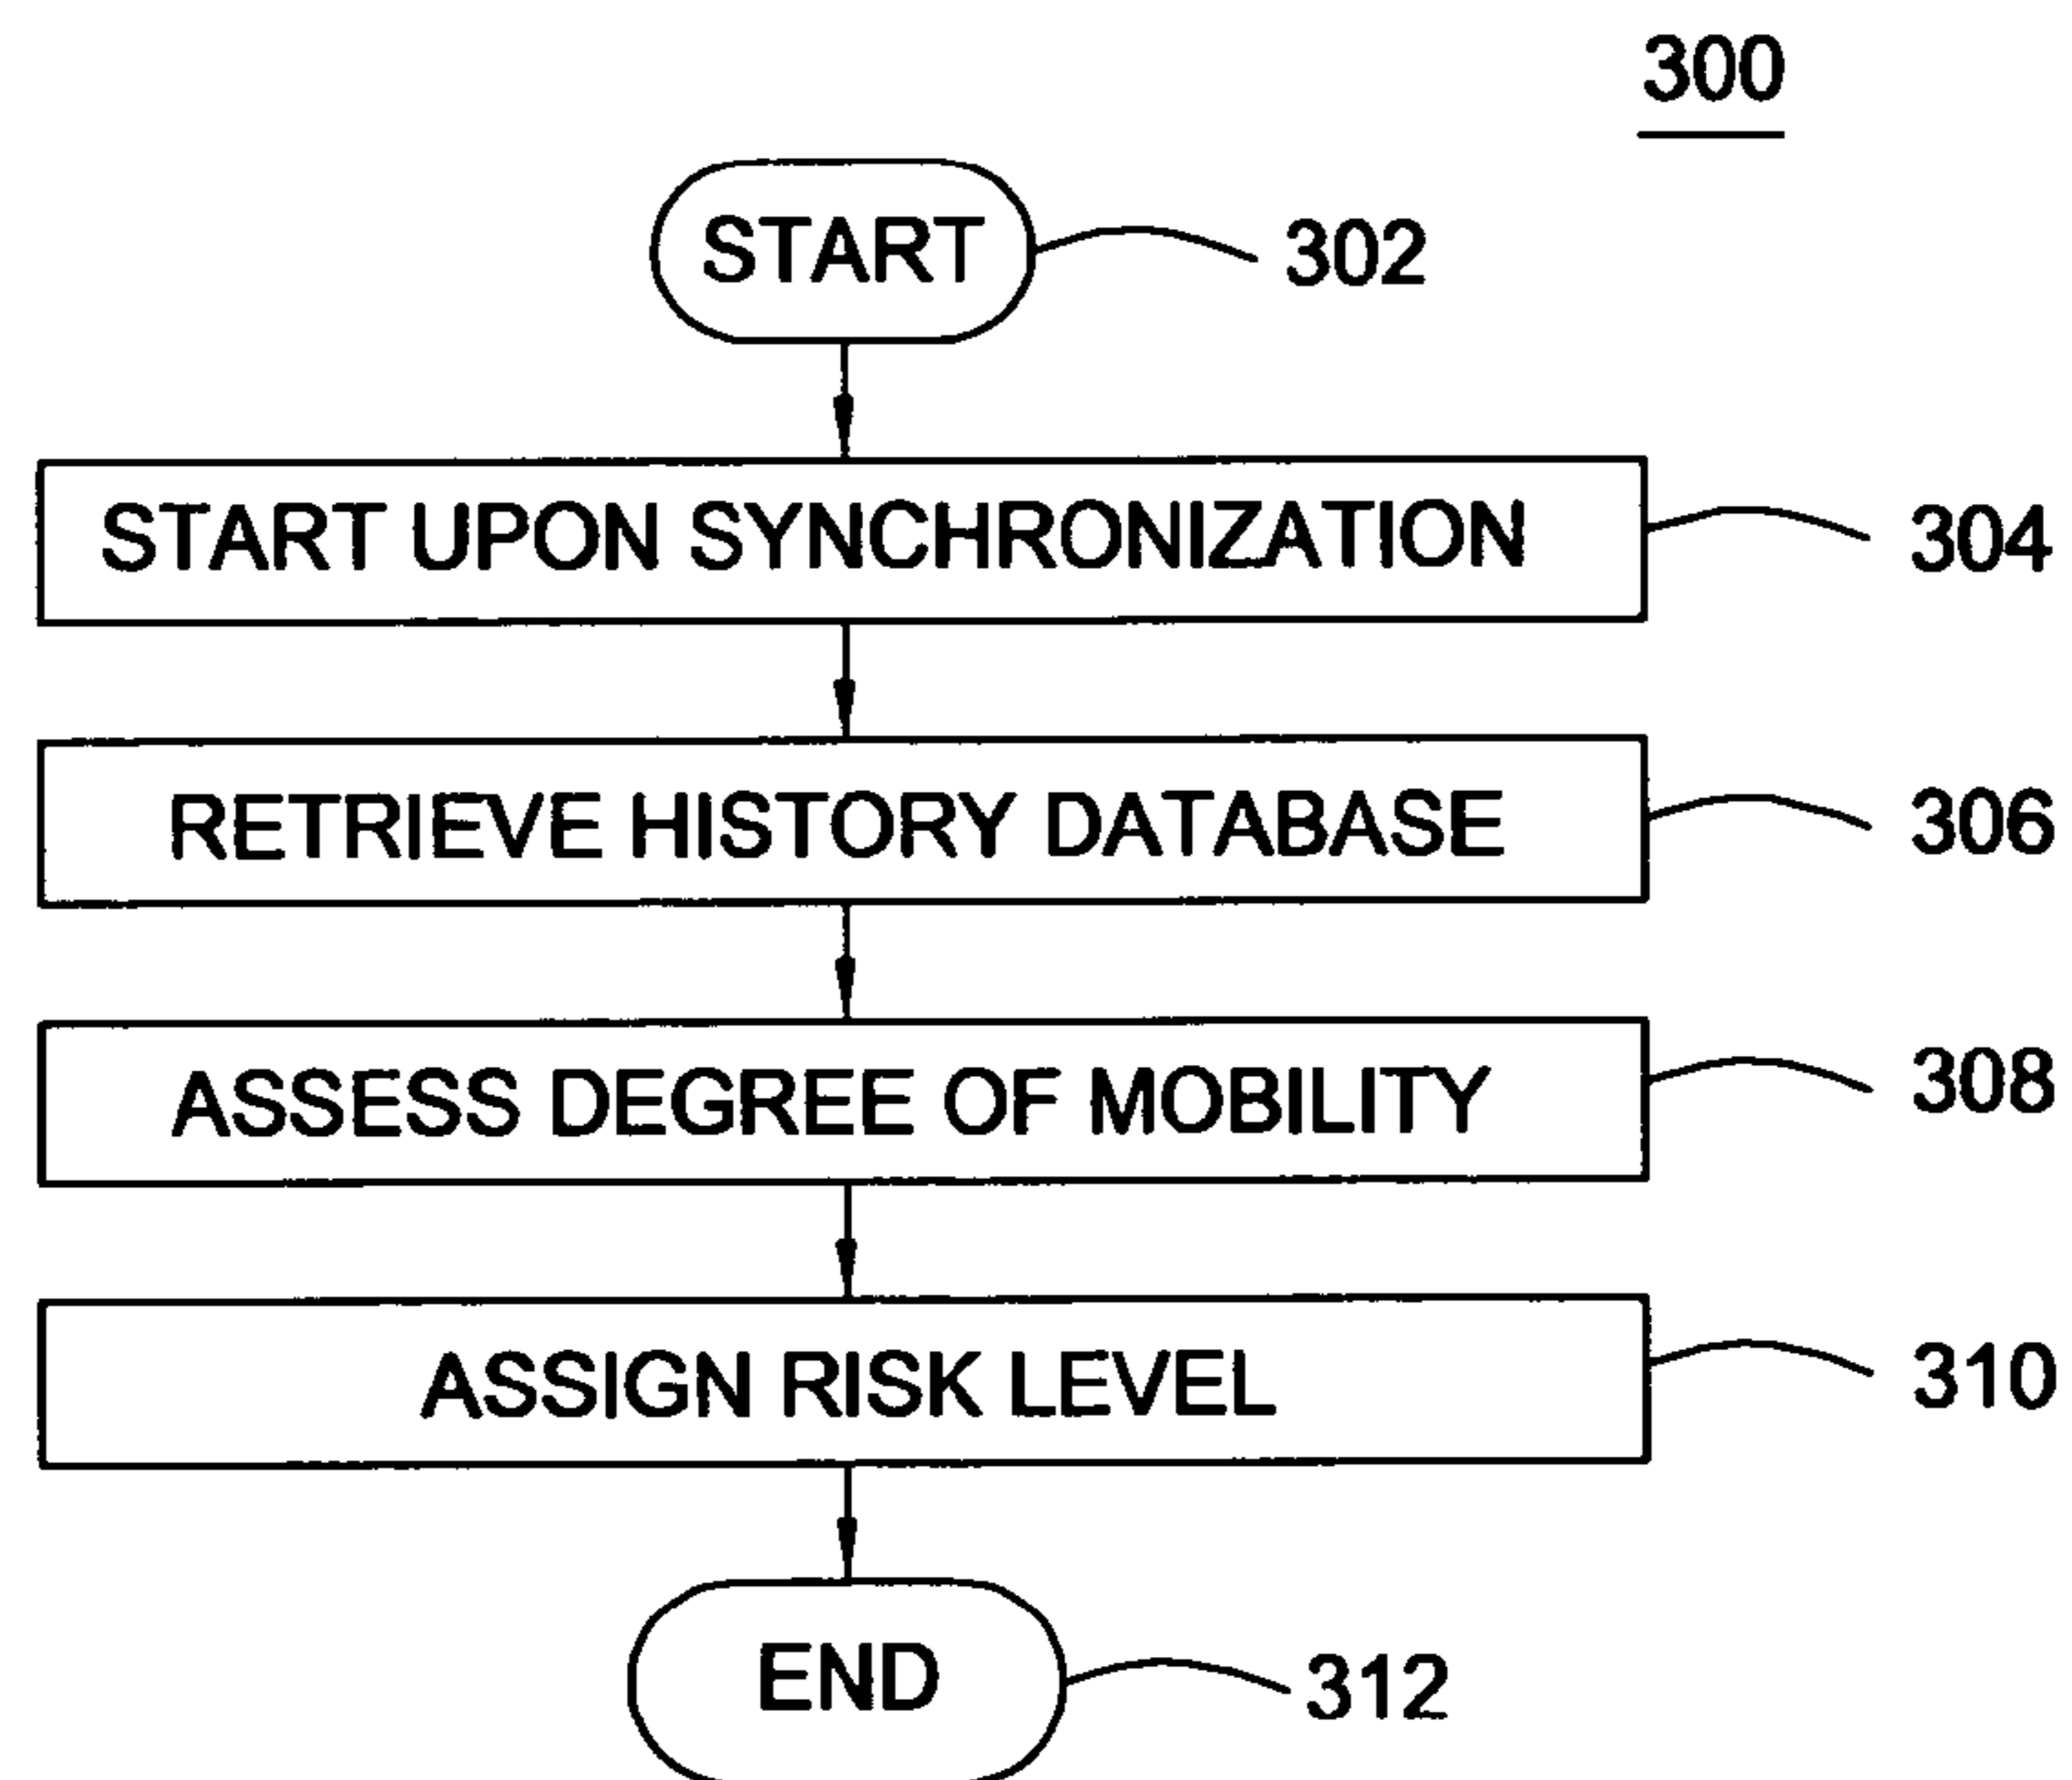 300
START 302
START UPON SYNCHRONIZATION 304
RETRIEVE HISTORY DATABASE 306
ASSESS DEGREE OF MOBILITY 308
ASSIGN RISK LEVEL 310
END 312